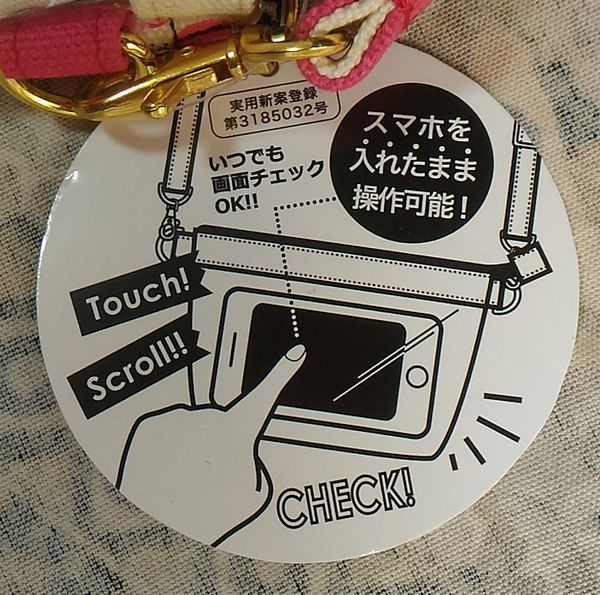 実用新案登録
第3185032号
スマホを
入れたまま
操作可能!
いつでも
画面チェック
OK!!
Touch!
Scroll!!
CHECK!